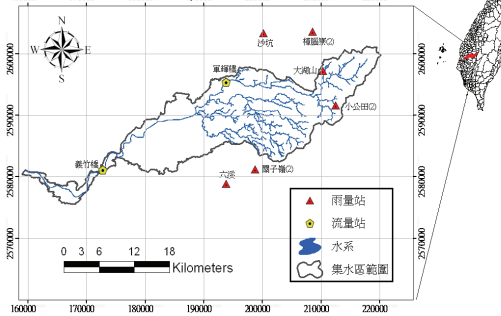 N
W E
S
沙坑
樟腦寮(2)
軍輝橋
大湖山
小公田(2)
義竹橋
關子嶺(2)
六溪
雨量站
流量站
水系
集水區範圍
0 3 6 12 18
Kilometers
2600000
2590000
2580000
2570000
160000 170000 180000 190000 200000 210000 220000